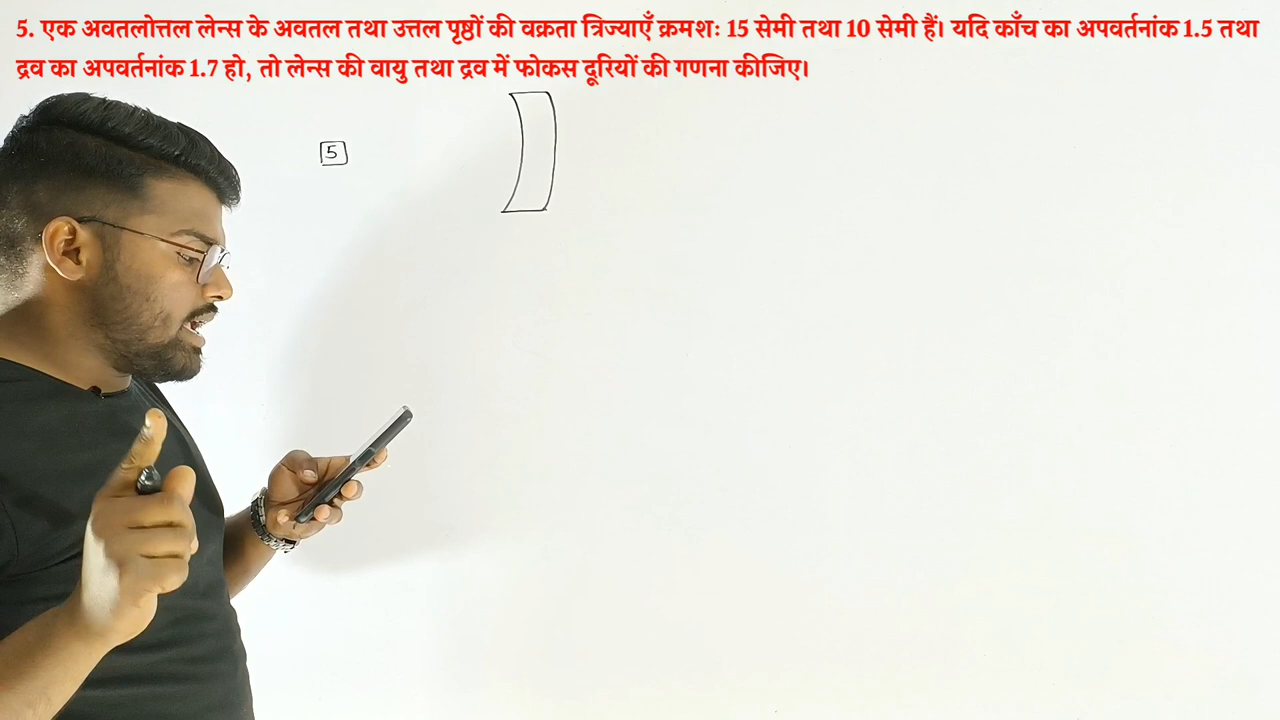 5. एक अवतलोत्तल लेन्स के अवतल तथा उत्तल पृष्ठों की वक्रता त्रिज्याएँ क्रमशः 15 सेमी तथा 10 सेमी हैं। यदि काँच का अपवर्तनांक 1.5 तथा
द्रव का अपवर्तनांक 1.7 हो, तो लेन्स की वायु तथा द्रव में फोकस दूरियों की गणना कीजिए।
5